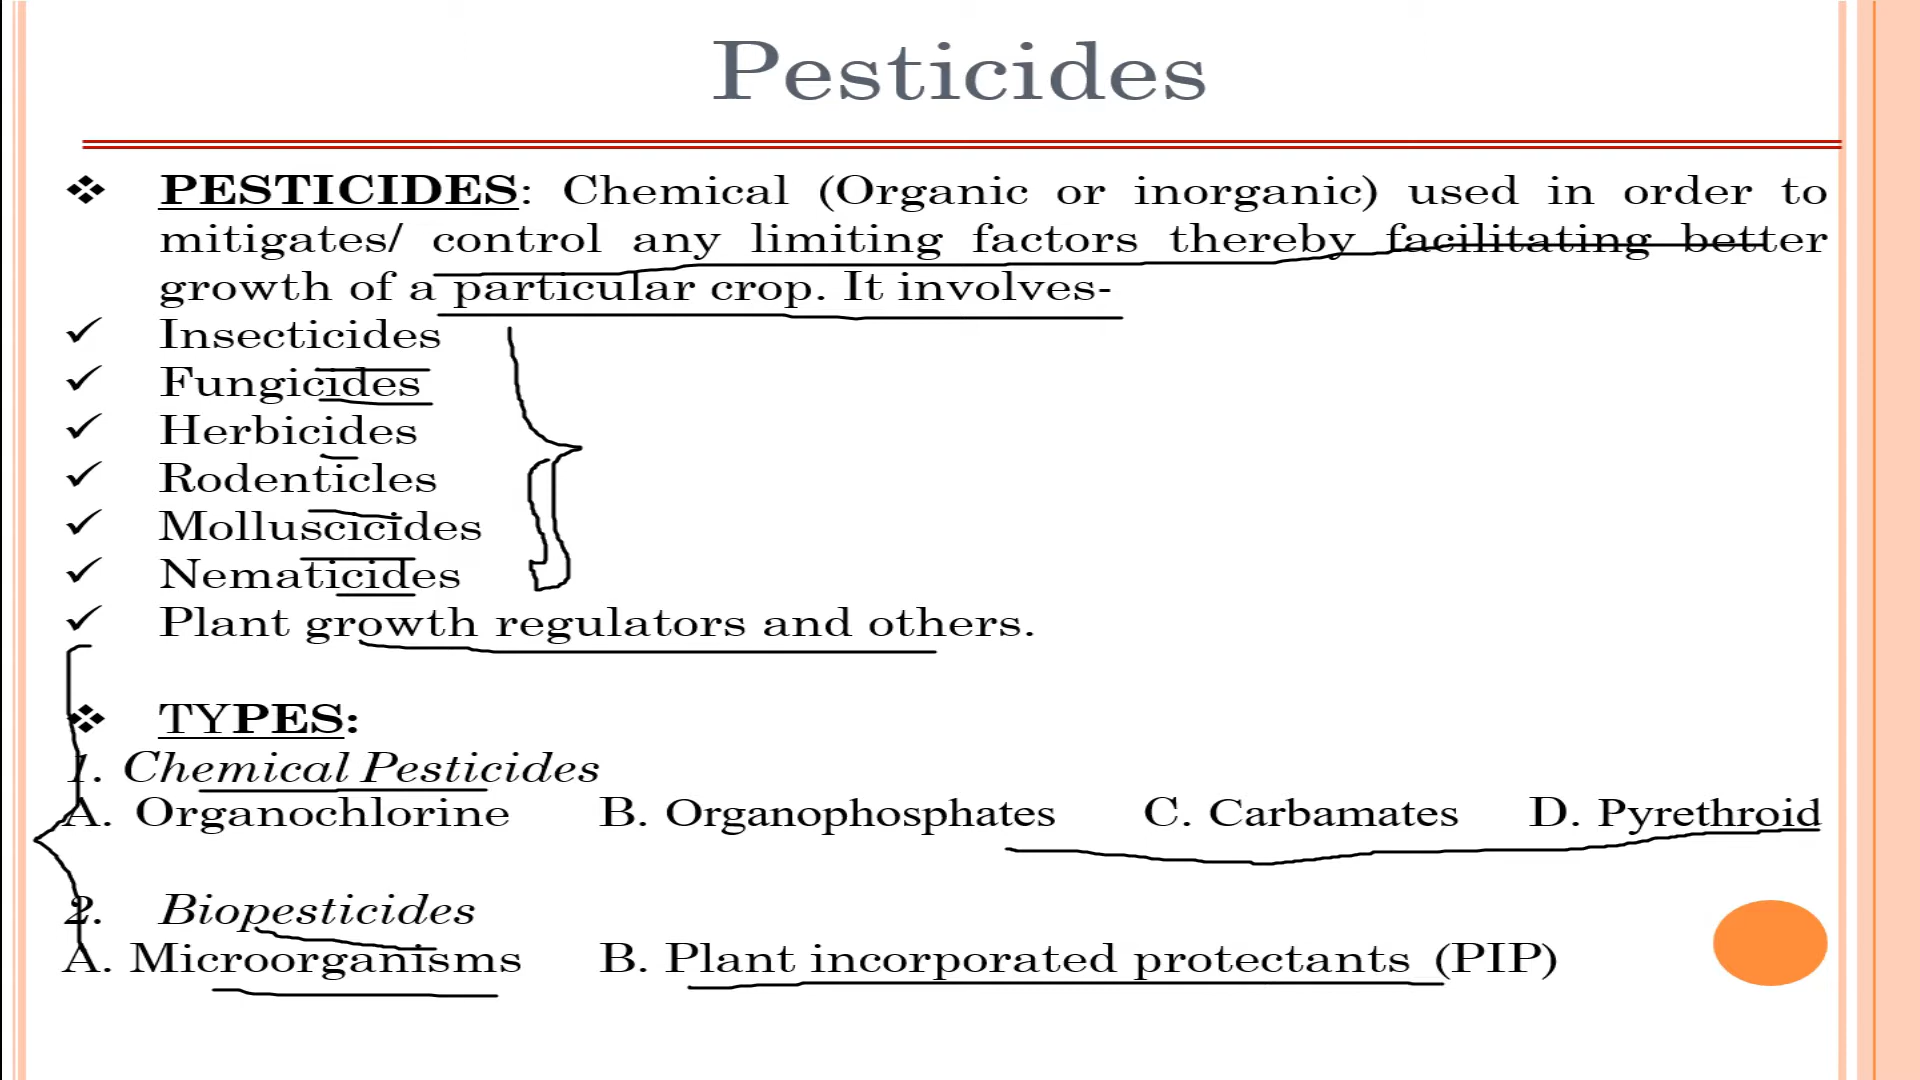 Pesticides
❖ PESTICIDES: Chemical (Organic or inorganic) used in order to
mitigates/ control any limiting factors thereby facilitating better
growth of a particular crop. It involves-
✓ Insecticides
✓ Fungicides
✓ Herbicides
✓ Rodenticles
✓ Molluscicides
✓ Nematicides
✓ Plant growth regulators and others.
❖ TYPES:
1. Chemical Pesticides
A. Organochlorine B. Organophosphates C. Carbamates D. Pyrethroid
2. Biopesticides
A. Microorganisms B. Plant incorporated protectants (PIP)